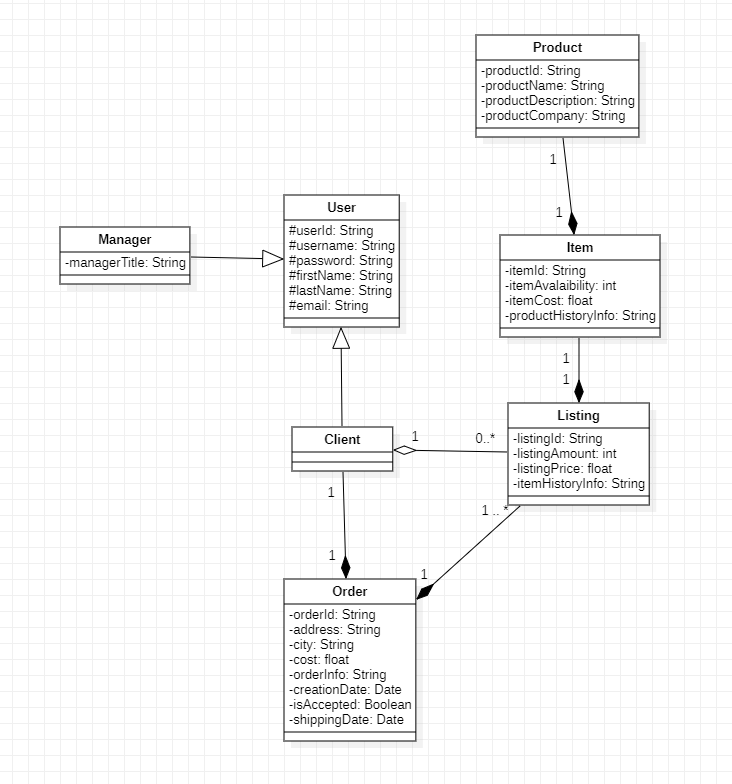 Product
-productId: String
-productName: String
-productDescription: String
-productCompany: String
1
1
User
#userId: String
#username: String
#password: String
#firstName: String
#lastName: String
#email: String
Manager
-managerTitle: String
Item
-itemId: String
-itemAvalaibility: int
-itemCost: float
-productHistoryInfo: String
1
1
Listing
-listingId: String
-listingAmount: int
-listingPrice: float
-itemHistoryInfo: String
Client
1
0..*
1
1
1 .. *
1
Order
-orderId: String
-address: String
-city: String
-cost: float
-orderInfo: String
-creationDate: Date
-isAccepted: Boolean
-shippingDate: Date